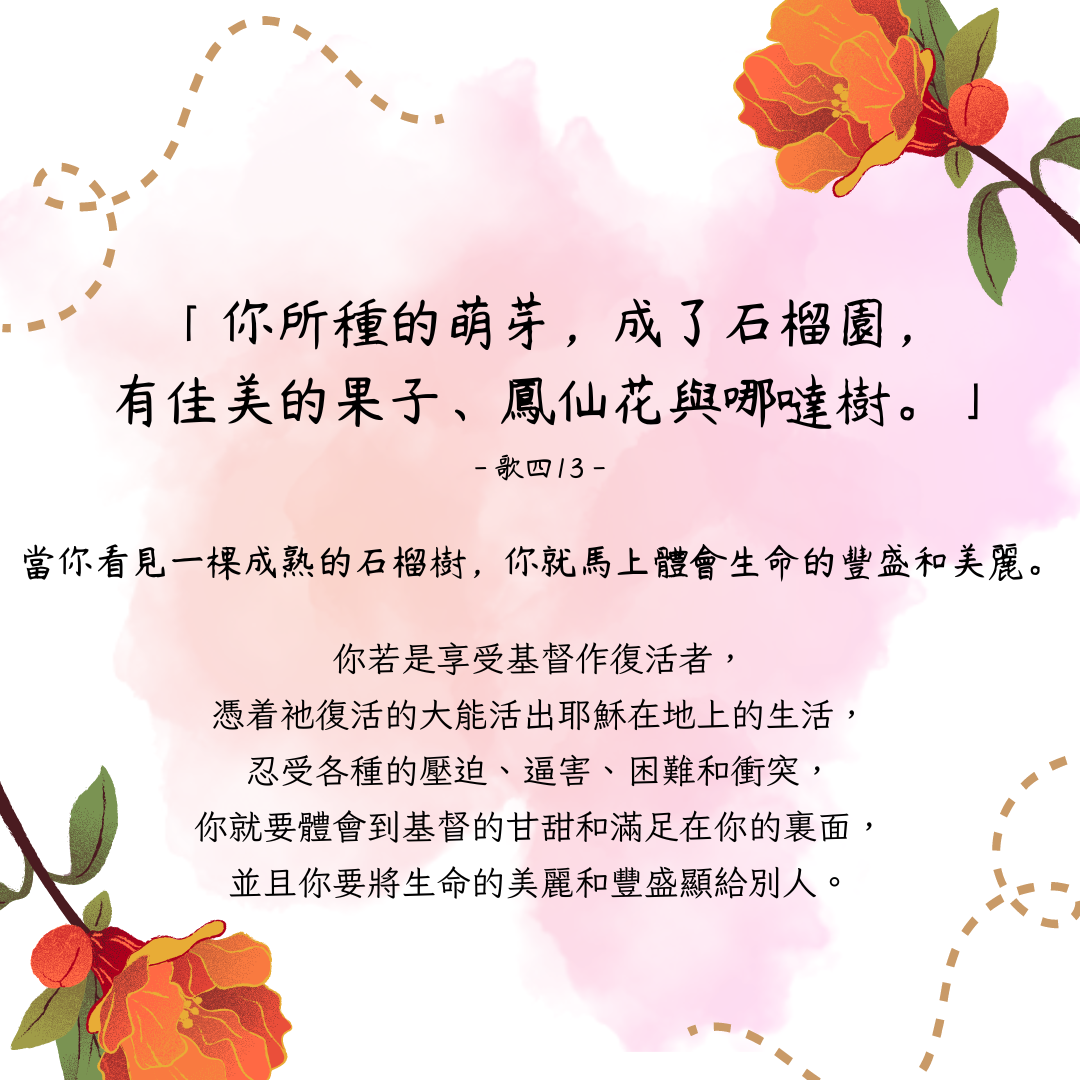 「你所種的萌芽，成了石榴園，
有佳美的果子、鳳仙花與哪噠樹。」
- 歌四13 -
當你看見一棵成熟的石榴樹，你就馬上體會生命的豐盛和美麗。
你若是享受基督作復活者，
憑着祂復活的大能活出耶穌在地上的生活，
忍受各種的壓迫、逼害、困難和衝突，
你就要體會到基督的甘甜和滿足在你的裏面，
並且你要將生命的美麗和豐盛顯給別人。